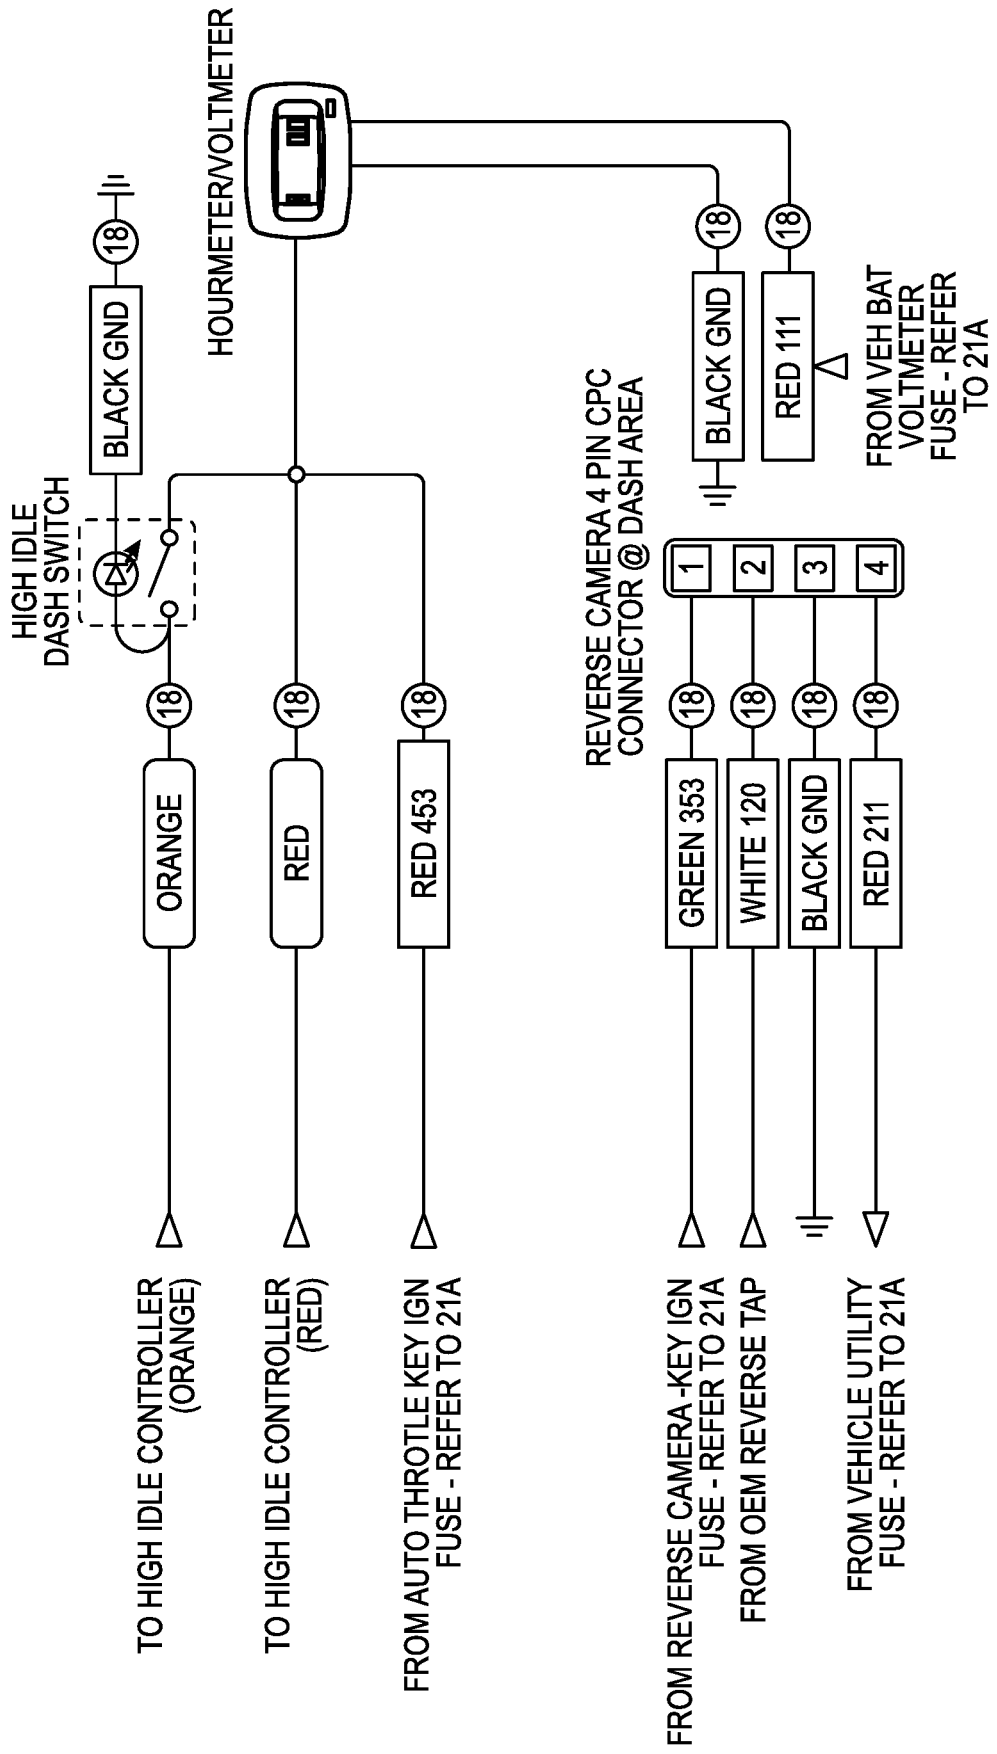 HIGH IDLE
DASH SWITCH
BLACK GND
18
HOURMETER/VOLTMETER
TO HIGH IDLE CONTROLLER
(ORANGE)
ORANGE
18
TO HIGH IDLE CONTROLLER
(RED)
RED
18
FROM AUTO THROTLE KEY IGN
FUSE - REFER TO 21A
RED 453
18
REVERSE CAMERA 4 PIN CPC
CONNECTOR @ DASH AREA
FROM REVERSE CAMERA -KEY IGN
FUSE - REFER TO 21A
GREEN 353
18
1
FROM OEM REVERSE TAP
WHITE 120
18
2
BLACK GND
18
3
FROM VEHICLE UTILITY
FUSE - REFER TO 21A
RED 211
18
4
BLACK GND
18
RED 111
18
FROM VEH BAT
VOLTMETER
FUSE - REFER
TO 21A